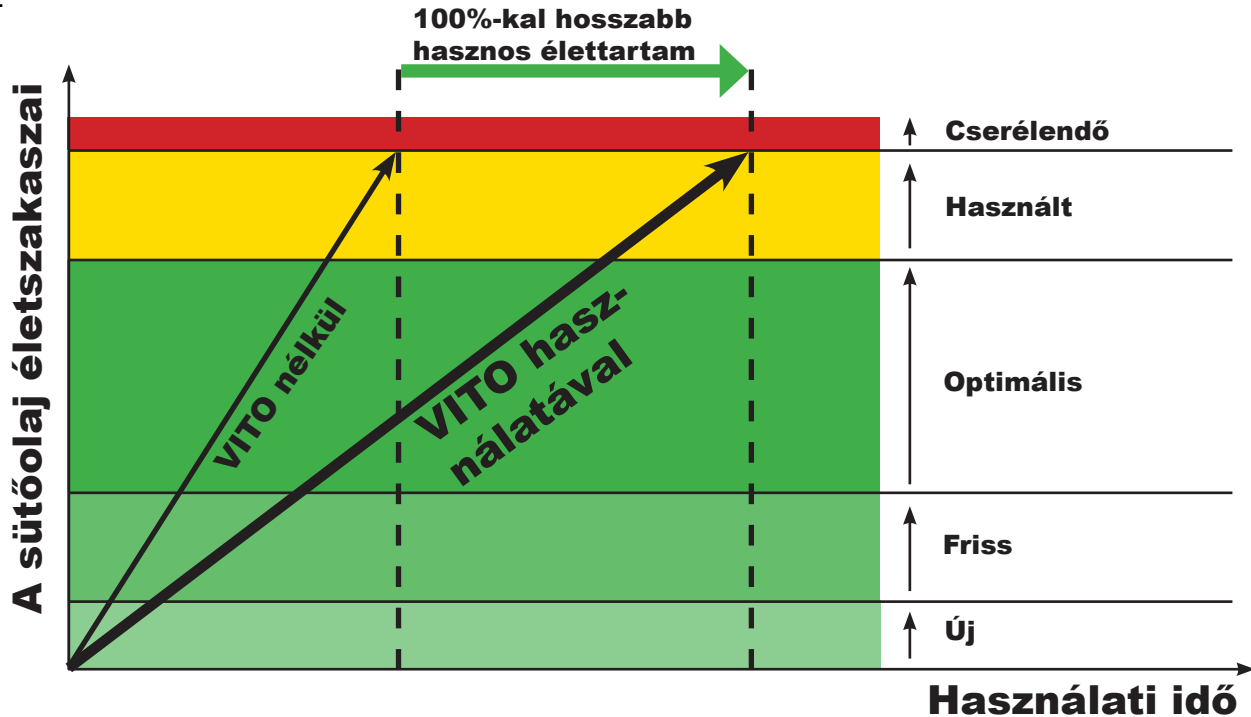 100%-kal hosszabb
hasznos élettartam
A sütőolaj életszakaszai
Cserélendő
Használt
VITO nélkül
VITO hasz-
nálatával
Optimális
Friss
Új
Használati idő